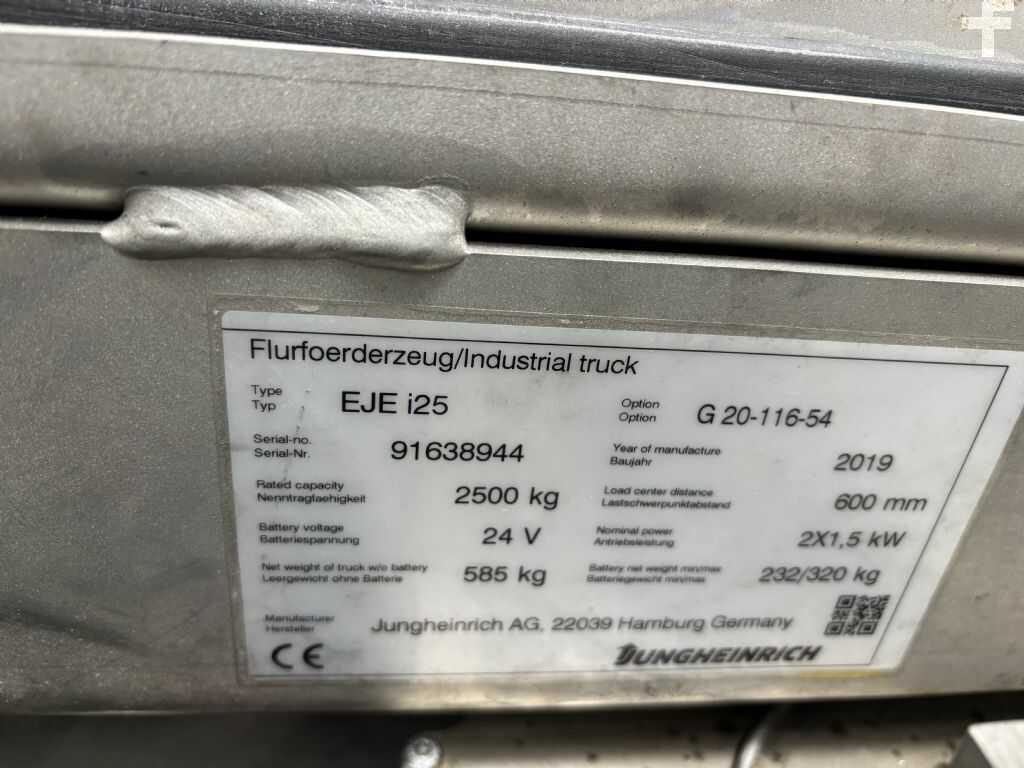 Flurfoerderzeug/Industrial truck
Type
Typ
EJE i25
Option
Option
G 20-116-54
Serial-no.
Serial-Nr.
91638944
Year of manufacture
Baujahr
2019
Rated capacity
Nenntraglaehigkeit
2500 kg
Load center distance
Lastschwerpunktabstand
600 mm
Battery voltage
Batteriespannung
24 V
Nominal power
Antriebsleistung
2X1,5 kW
Net weight of truck w/o battery
Leergewicht ohne Batterie
585 kg
Battery net weight min/max
Batteriegewicht min/max
232/320 kg
Manufacturer
Hersteller
Jungheinrich AG, 22039 Hamburg Germany
CE
JUNGHEINRICH
f